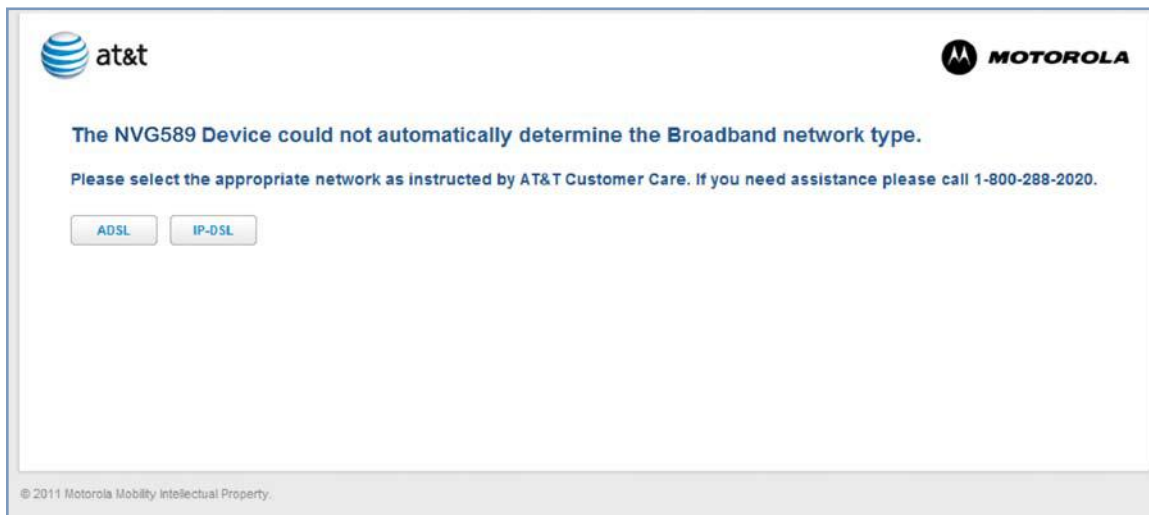 at&t
MOTOROLA
The NVG589 Device could not automatically determine the Broadband network type.
Please select the appropriate network as instructed by AT&T Customer Care. If you need assistance please call 1-800-288-2020.
ADSL
IP-DSL
© 2011 Motorola Mobility Intellectual Property.